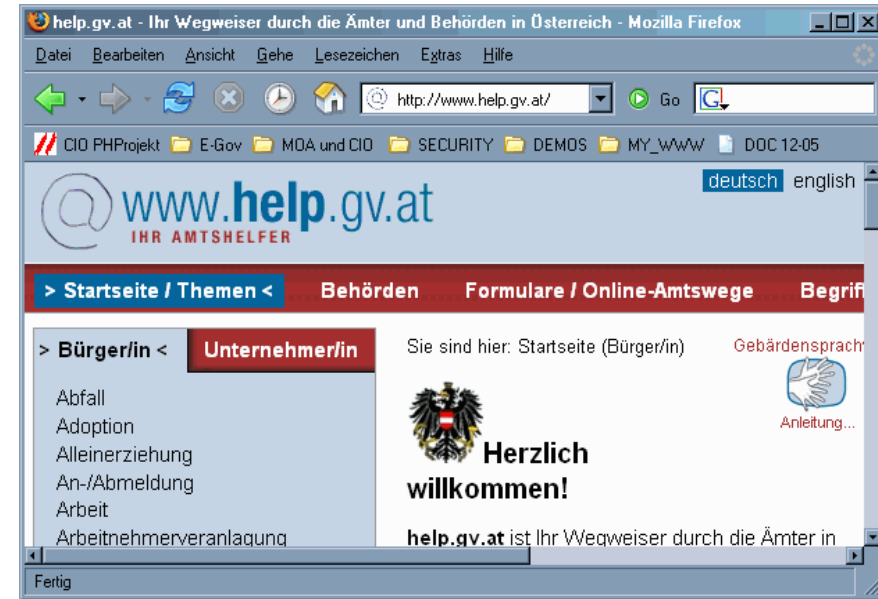 help.gv.at - Ihr Wegweiser durch die Ämter und Behörden in Österreich - Mozilla Firefox
Datei Bearbeiten Ansicht Gehe Lesezeichen Extras Hilfe
http://www.help.gv.at/ Go G
CIO PHProjekt E-Gov MOA und CIO SECURITY DEMOS MY_WWW DOC 12-05
deutsch english
@ www.help.gv.at
IHR AMTSHELFER
> Startseite / Themen < Behörden Formulare / Online-Amtswege Begrif
> Bürger/in < Unternehmer/in
Abfall
Adoption
Alleinerziehung
An-/Abmeldung
Arbeit
Arbeitnehmerveranlagung
Sie sind hier: Startseite (Bürger/in)
Gebärdensprach
Anleitung...
Herzlich
willkommen!
help.gv.at ist Ihr Wegweiser durch die Ämter in
Fertig